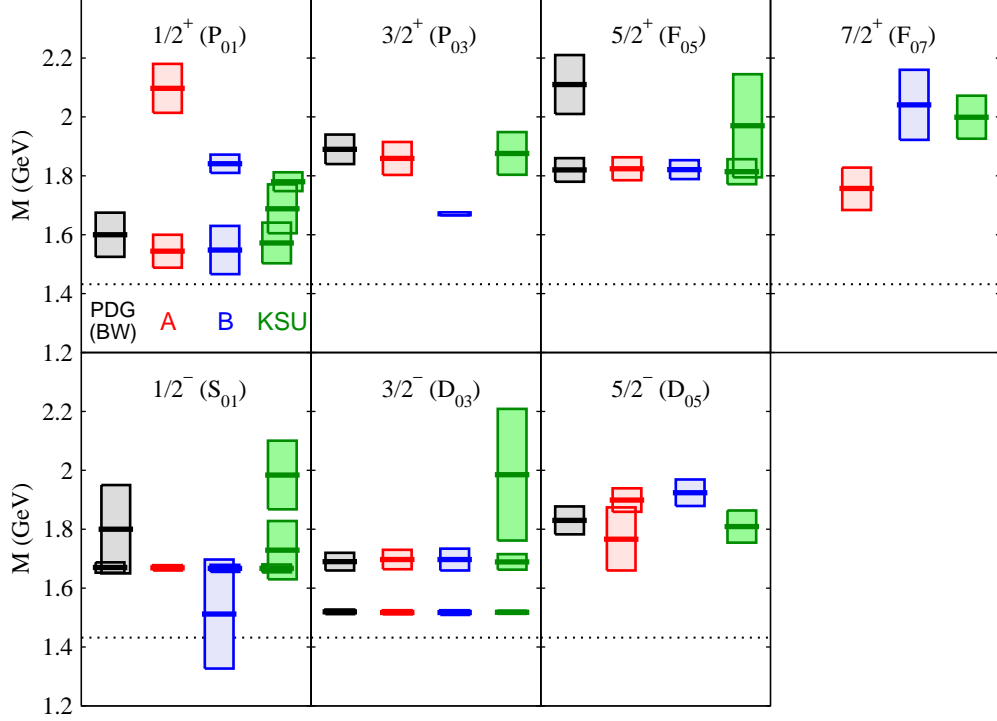 1/2⁺ (P₀₁) 3/2⁺ (P₀₃) 5/2⁺ (F₀₅) 7/2⁺ (F₀₇)
2.2
2
1.8
1.6
1.4
1.2
M (GeV)
PDG
(BW) A B KSU
1/2⁻ (S₀₁) 3/2⁻ (D₀₃) 5/2⁻ (D₀₅)
2
1.8
1.6
1.4
1.2
M (GeV)